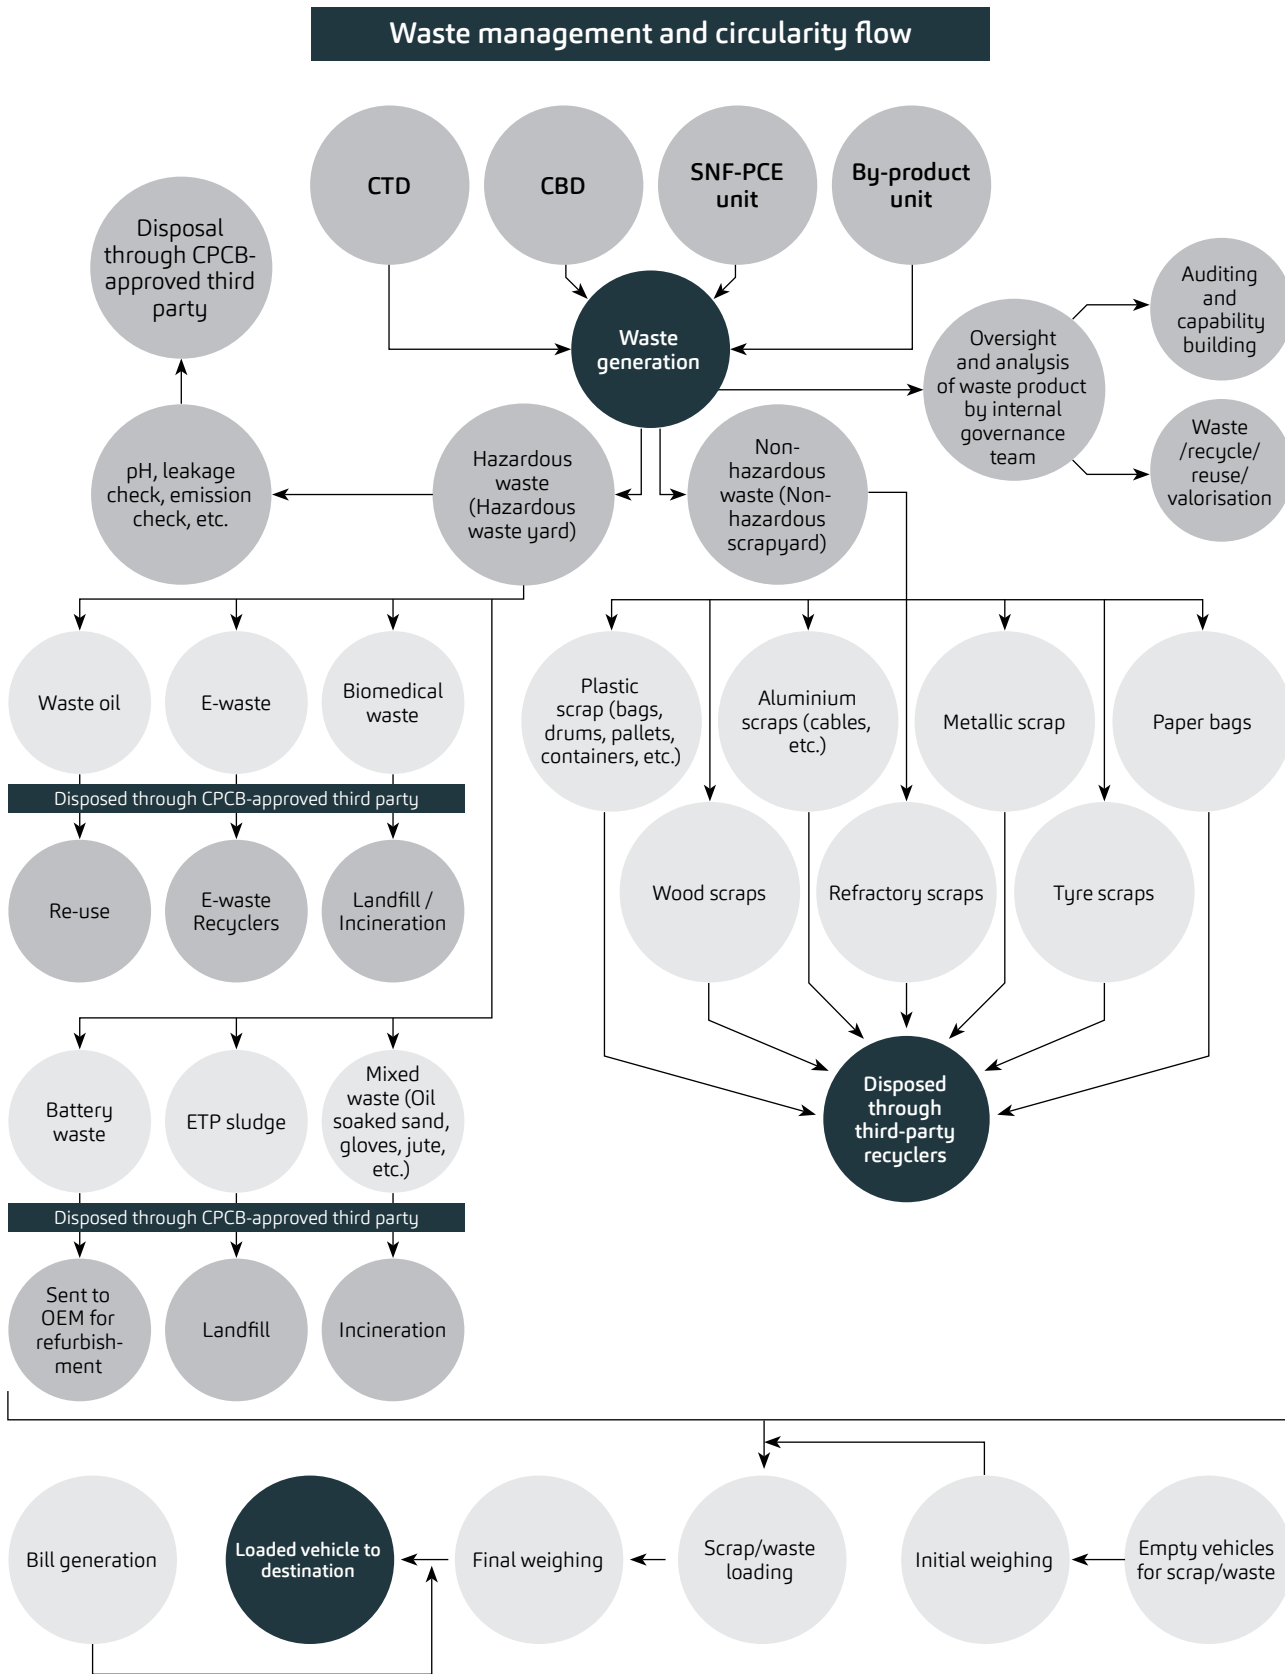 Waste management and circularity flow
CTD
CBD
SNF-PCE
unit
By-product
unit
Disposal
through CPCB-
approved third
party
Waste
generation
Oversight
and analysis
of waste product
by internal
governance
team
Auditing
and
capability
building
Waste
/recycle/
reuse/
valorisation
pH, leakage
check, emission
check, etc.
Hazardous
waste
(Hazardous
waste yard)
Non-
hazardous
waste (Non-
hazardous
scrapyard)
Waste oil
E-waste
Biomedical
waste
Plastic
scrap (bags,
drums, pallets,
containers, etc.)
Aluminium
scraps (cables,
etc.)
Metallic scrap
Paper bags
Disposed through CPCB-approved third party
Re-use
E-waste
Recyclers
Landfill /
Incineration
Wood scraps
Refractory scraps
Tyre scraps
Battery
waste
ETP sludge
Mixed
waste (Oil
soaked sand,
gloves, jute,
etc.)
Disposed
through
third-party
recyclers
Disposed through CPCB-approved third party
Sent to
OEM for
refurbish-
ment
Landfill
Incineration
Bill generation
Loaded vehicle to
destination
Final weighing
Scrap/waste
loading
Initial weighing
Empty vehicles
for scrap/waste